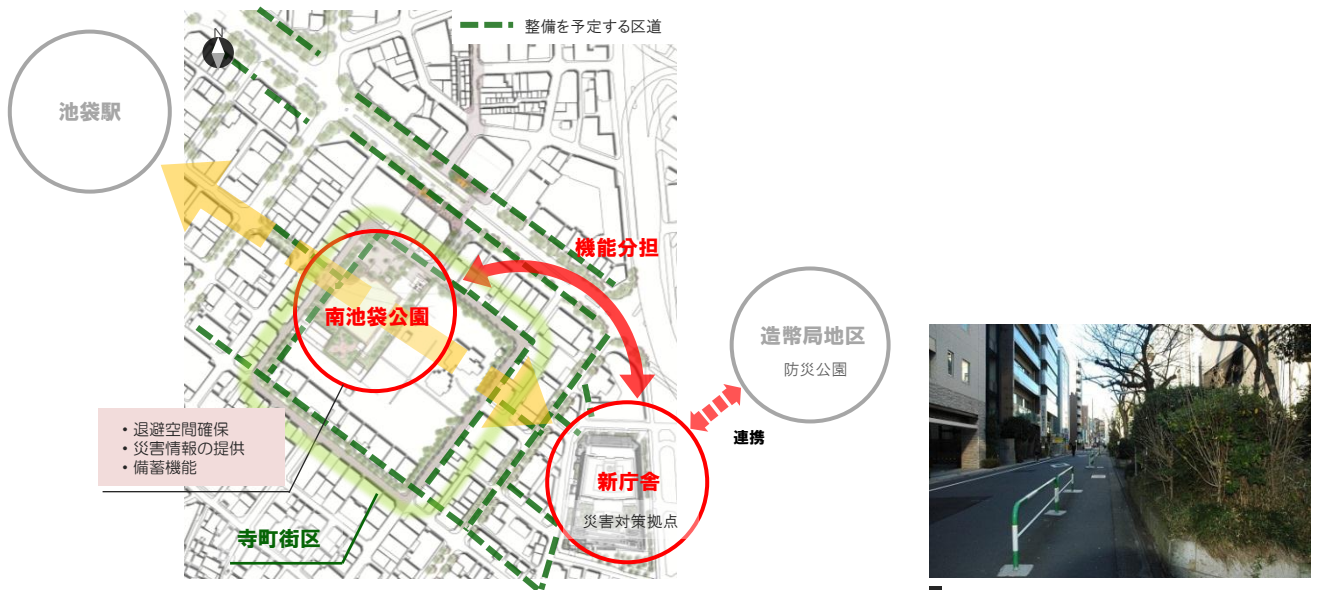 整備を予定する区道
N
池袋駅
機能分担
南池袋公園
造幣局地区
防災公園
・退避空間確保
・災害情報の提供
・備蓄機能
連携
新庁舎
災害対策拠点
寺町街区